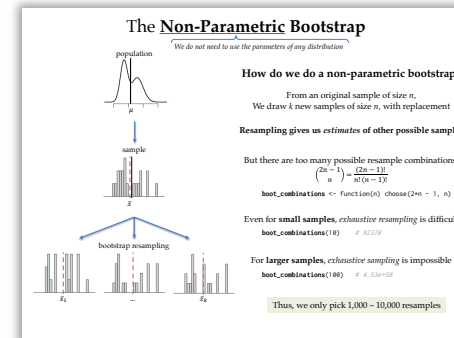 The Non-Parametric Bootstrap
We do not need to use the parameters of any distribution
population
μ
sample
x̄
bootstrap resampling
x̄₁
...
x̄ₖ
How do we do a non-parametric bootstrap
From an original sample of size n,
We draw k new samples of size n, with replacement
Resampling gives us estimates of other possible sampl
But there are too many possible resample combinations
(2n − 1 n) = (2n − 1)! / n! (n − 1)!
boot_combinations <- function(n) choose(2*n - 1, n)
Even for small samples, exhaustive resampling is difficul
boot_combinations(10) # 92378
For larger samples, exhaustive sampling is impossible
boot_combinations(100) # 4.53e+58
Thus, we only pick 1,000 – 10,000 resamples